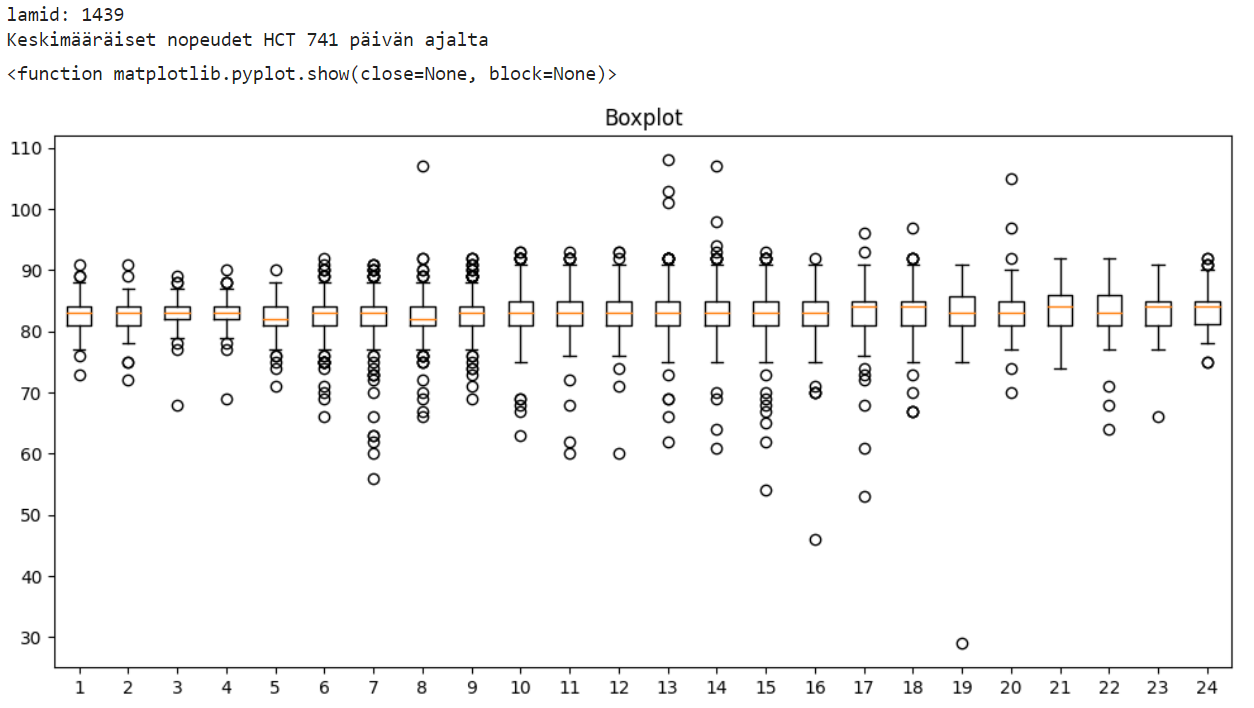 lamid: 1439
Keskimääräiset nopeudet HCT 741 päivän ajalta
<function matplotlib.pyplot.show(close=None, block=None)>
Boxplot
110
100
90
80
70
60
50
40
30
1 2 3 4 5 6 7 8 9 10 11 12 13 14 15 16 17 18 19 20 21 22 23 24